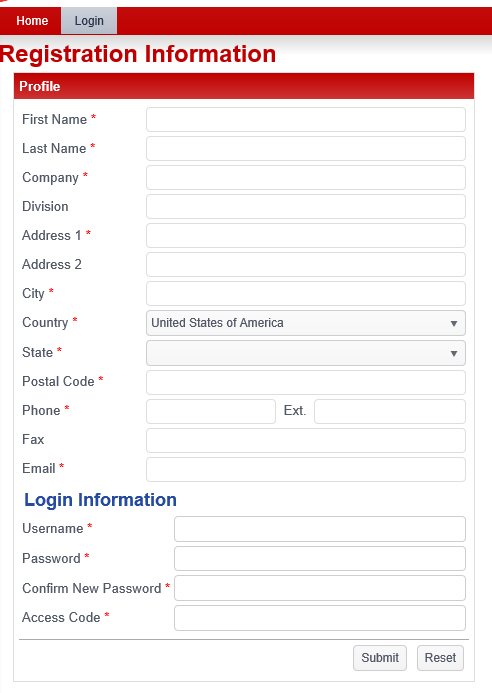 Home Login
Registration Information
Profile
First Name *
Last Name *
Company *
Division
Address 1 *
Address 2
City *
Country * United States of America
State *
Postal Code *
Phone * Ext.
Fax
Email *
Login Information
Username *
Password *
Confirm New Password *
Access Code *
Submit Reset